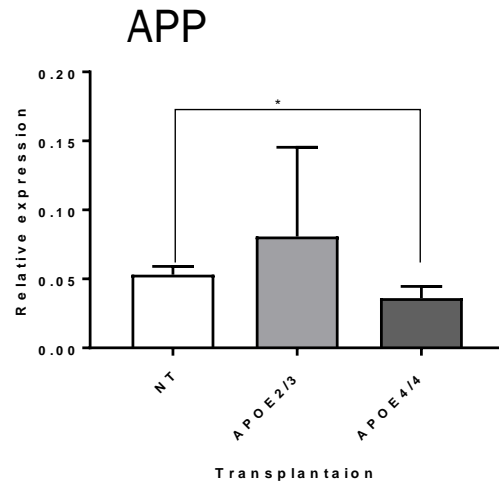 APP
0.20
0.15
0.10
0.05
0.00
Relative expression
*
NT
APOE2/3
APOE4/4
Transplantaion